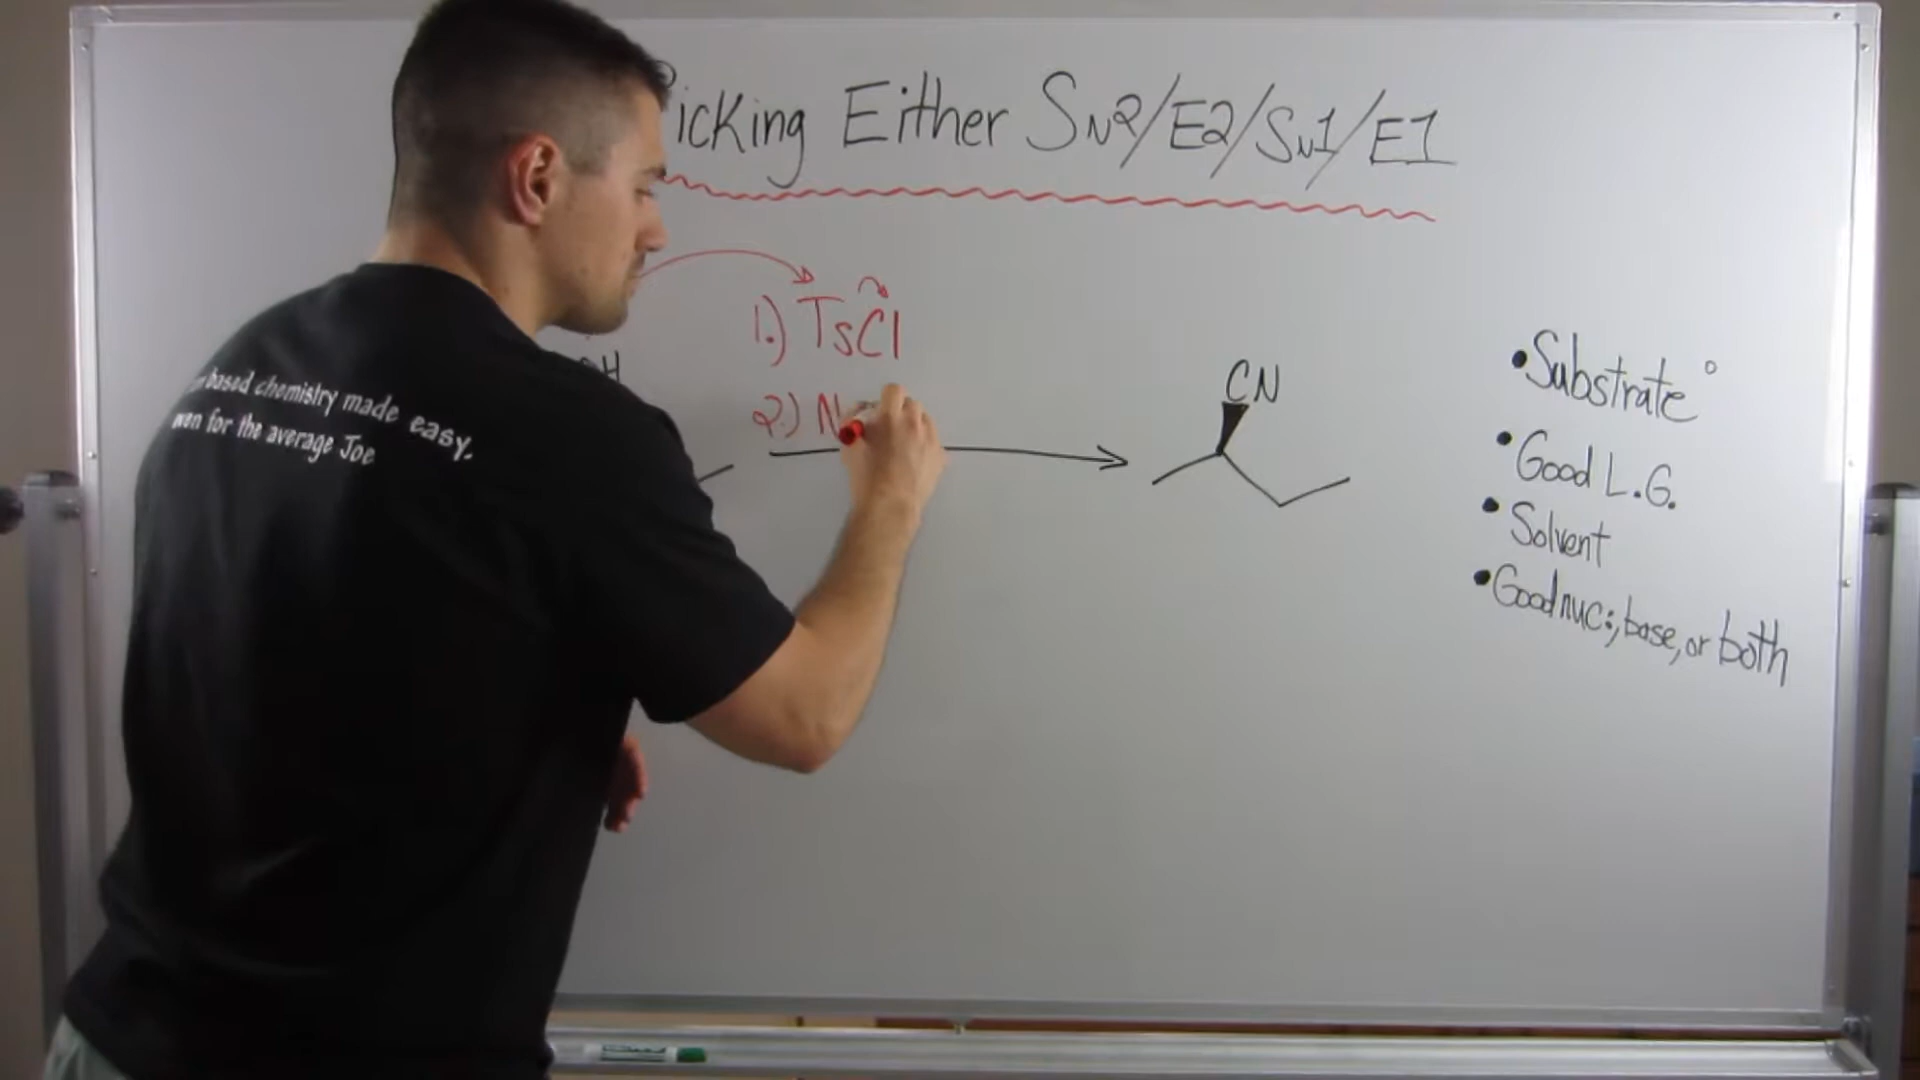 icking Either SN2/E2/SN1/E1
1.) TsCl
2.) N
H
CN
•Substrate °
•Good L.G.
•Solvent
•Good nuc:, base, or both
based chemistry made easy.
for the average Joe